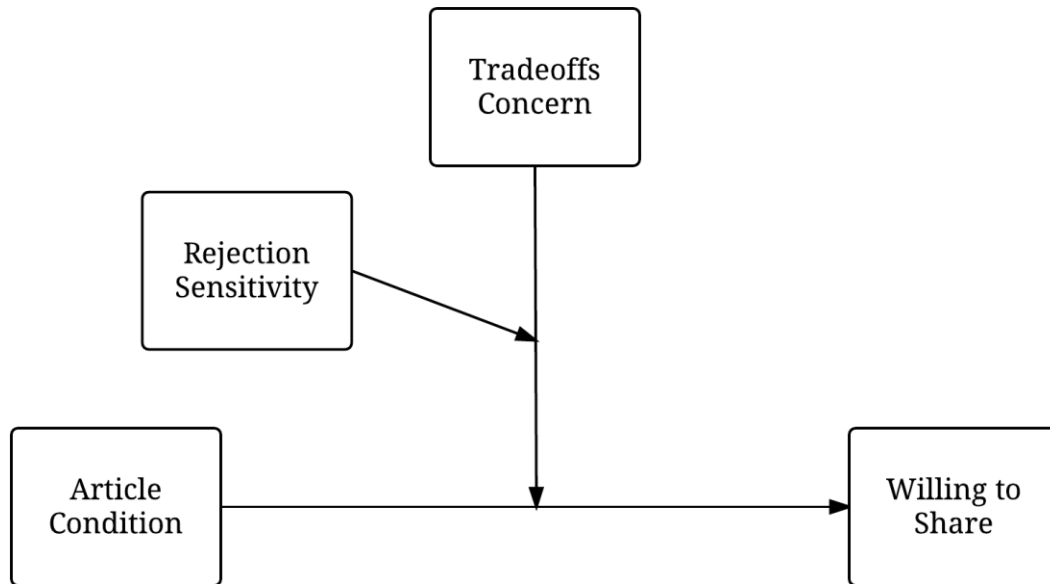 Tradeoffs
Concern
Rejection
Sensitivity
Article
Condition
Willing to
Share